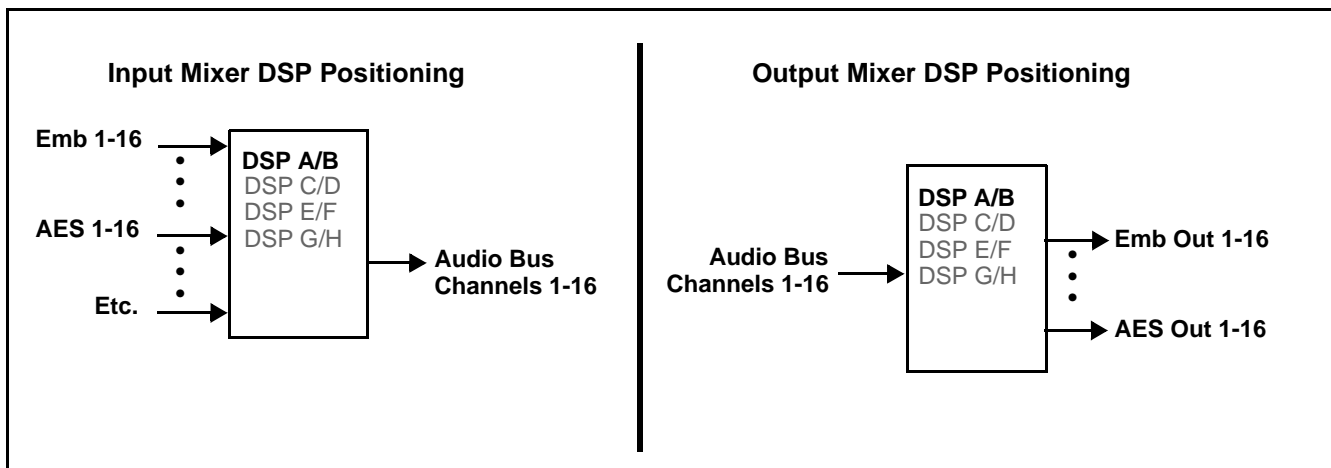 Input Mixer DSP Positioning
Emb 1-16
AES 1-16
Etc.
DSP A/B
DSP C/D
DSP E/F
DSP G/H
Audio Bus
Channels 1-16
Output Mixer DSP Positioning
Audio Bus
Channels 1-16
DSP A/B
DSP C/D
DSP E/F
DSP G/H
Emb Out 1-16
AES Out 1-16